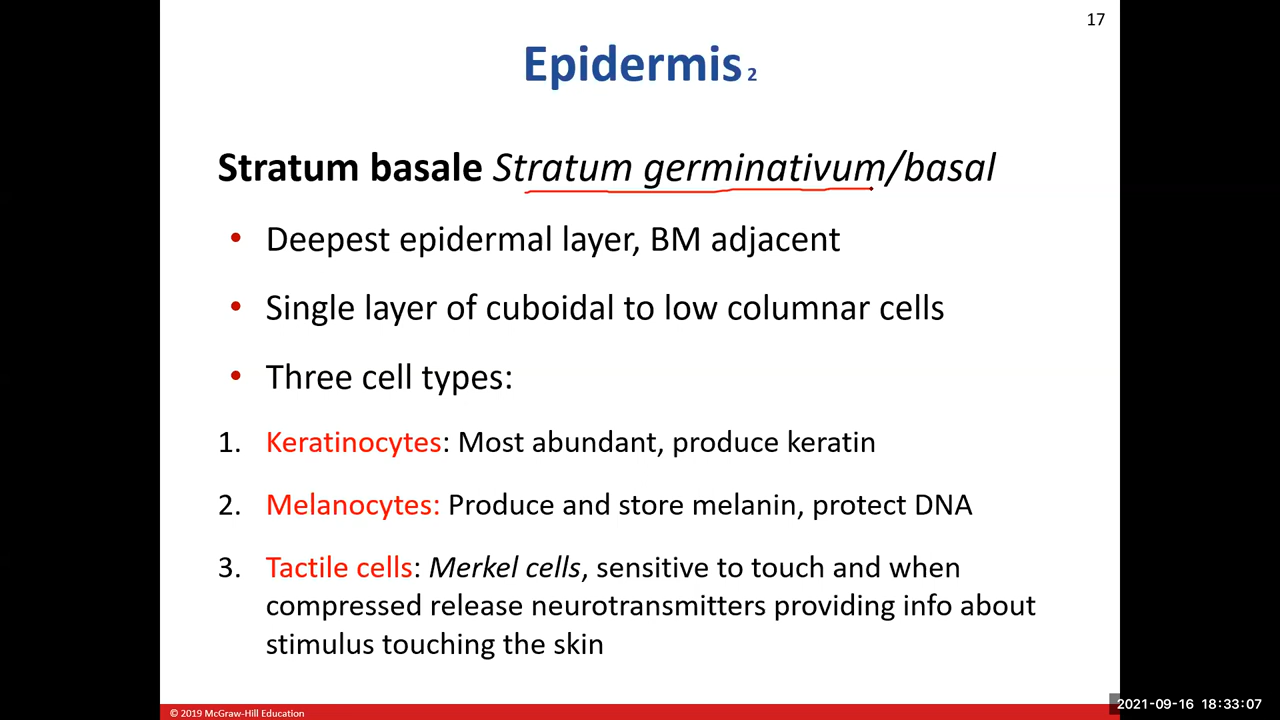 17
Epidermis 2
Stratum basale Stratum germinativum/basal
• Deepest epidermal layer, BM adjacent
• Single layer of cuboidal to low columnar cells
• Three cell types:
1. Keratinocytes: Most abundant, produce keratin
2. Melanocytes: Produce and store melanin, protect DNA
3. Tactile cells: Merkel cells, sensitive to touch and when
compressed release neurotransmitters providing info about
stimulus touching the skin
© 2019 McGraw-Hill Education
2021-09-16 18:33:07